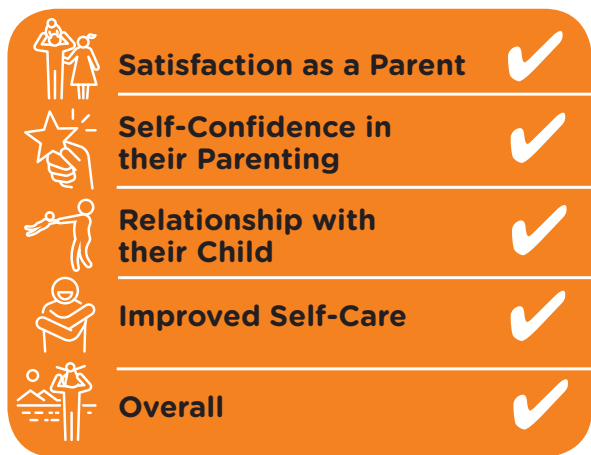 Satisfaction as a Parent
Self-Confidence in
their Parenting
Relationship with
their Child
Improved Self-Care
Overall